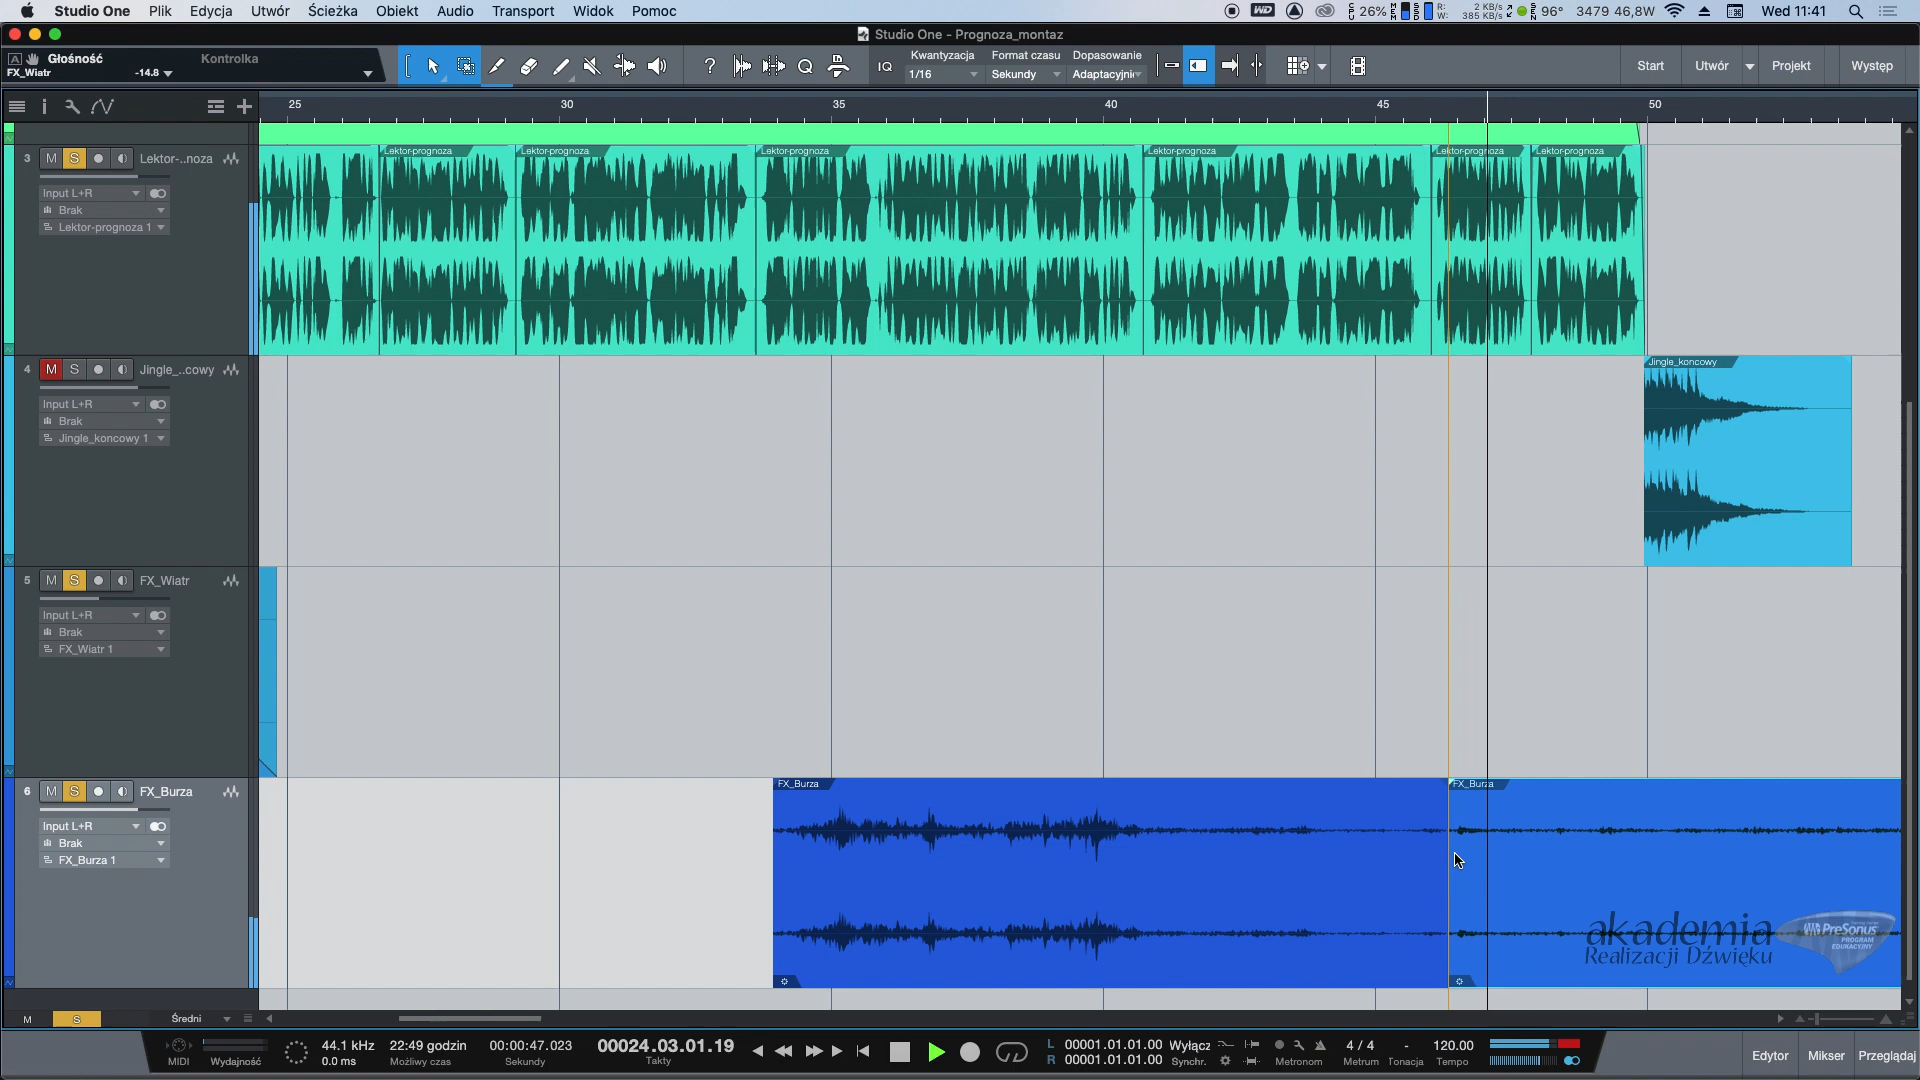 Studio One Plik Edycja Utwór Ścieżka Obiekt Audio Transport Widok Pomoc
26% R: W: 2 KB/s 385 KB/s 96° 3479 46,8W Wed 11:41
Studio One - Prognoza_montaz
Głośność Kontrolka
FX_Wiatr -14.8
IQ
Kwantyzacja Format czasu Dopasowanie
1/16 Sekundy Adaptacyjni
Start Utwór Projekt Występ
25 30 35 40 45 50
3 M S Lektor-..noza
Input L+R
Brak
Lektor-prognoza 1
Lektor-prognoza Lektor-prognoza Lektor-prognoza Lektor-prognoza Lektor-prognoza Lektor-prognoza
4 M S Jingle_..cowy
Input L+R
Brak
Jingle_koncowy 1
Jingle_koncowy
5 M S FX_Wiatr
Input L+R
Brak
FX_Wiatr 1
6 M S FX_Burza
Input L+R
Brak
FX_Burza 1
FX_Burza FX_Burza
akademia
Realizacji Dźwięku
PreSonus
PROGRAM
EDUKACYJNY
M S Średni
MIDI Wydajność
44.1 kHz
0.0 ms
22:49 godzin
Możliwy czas
00:00:47.023
Sekundy
00024.03.01.19
Takty
L 00001.01.01.00
R 00001.01.01.00
Wyłącz
Synchr.
Metronom
4 / 4
Metrum
-
Tonacja
120.00
Tempo
Edytor Mikser Przeglądaj